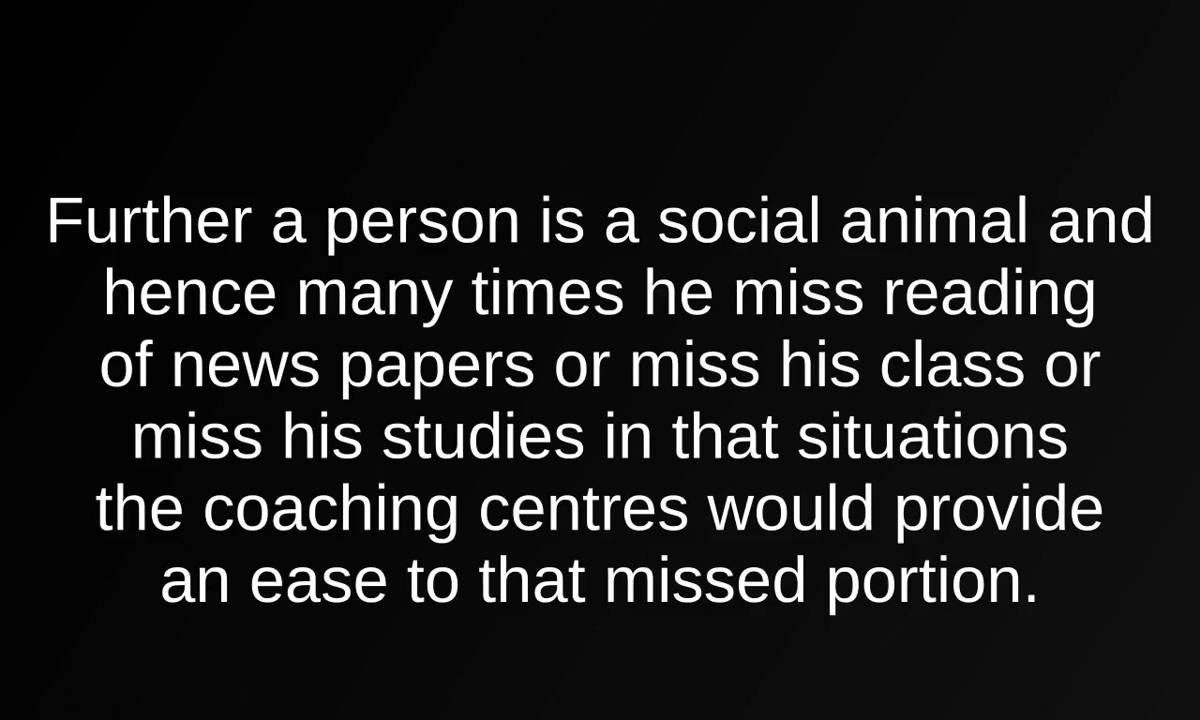 Further a person is a social animal and
hence many times he miss reading
of news papers or miss his class or
miss his studies in that situations
the coaching centres would provide
an ease to that missed portion.